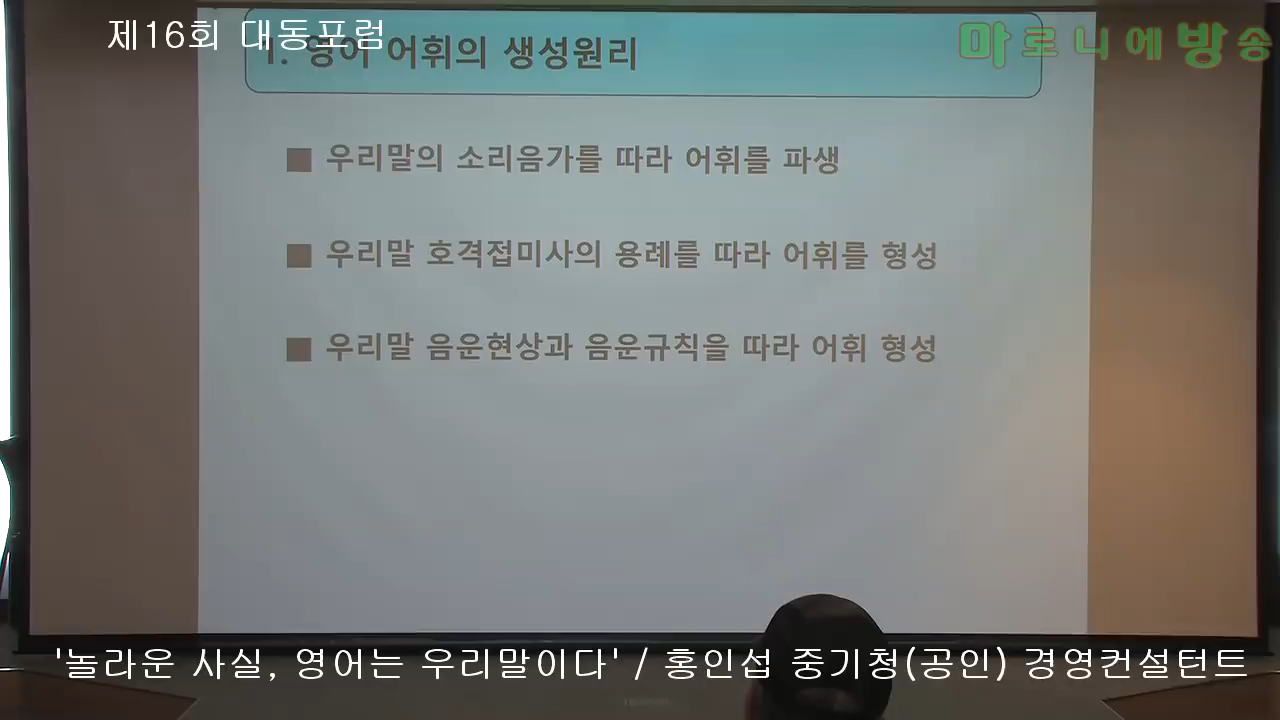 제16회 대동포럼
마로니에방송
1. 영어 어휘의 생성원리
■ 우리말의 소리음가를 따라 어휘를 파생
■ 우리말 호격접미사의 용례를 따라 어휘를 형성
■ 우리말 음운현상과 음운규칙을 따라 어휘 형성
'놀라운 사실, 영어는 우리말이다' / 홍인섭 중기청(공인) 경영컨설턴트